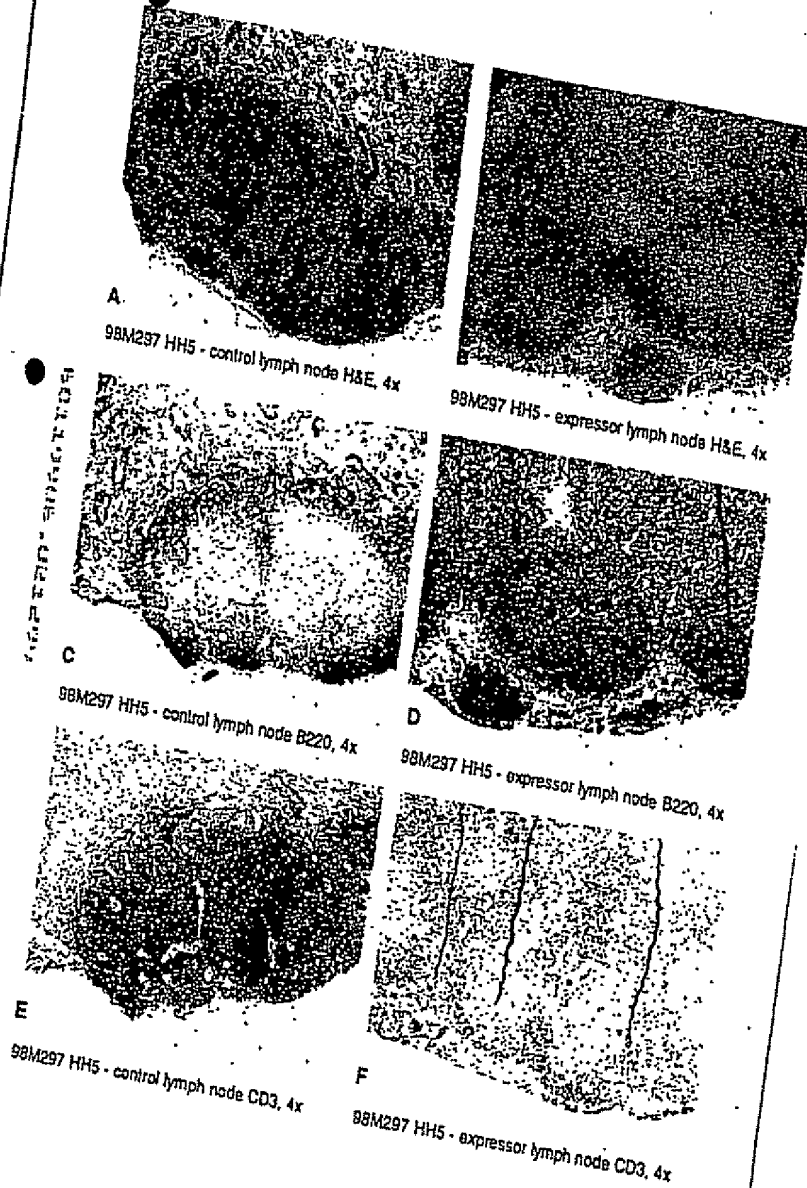 A.
98M297 HH5 - control lymph node H&E, 4x
98M297 HH5 - expressor lymph node H&E, 4x
C
98M297 HH5 - control lymph node B220, 4x
D
98M297 HH5 - expressor lymph node B220, 4x
E
98M297 HH5 - control lymph node CD3, 4x
F
98M297 HH5 - expressor lymph node CD3, 4x